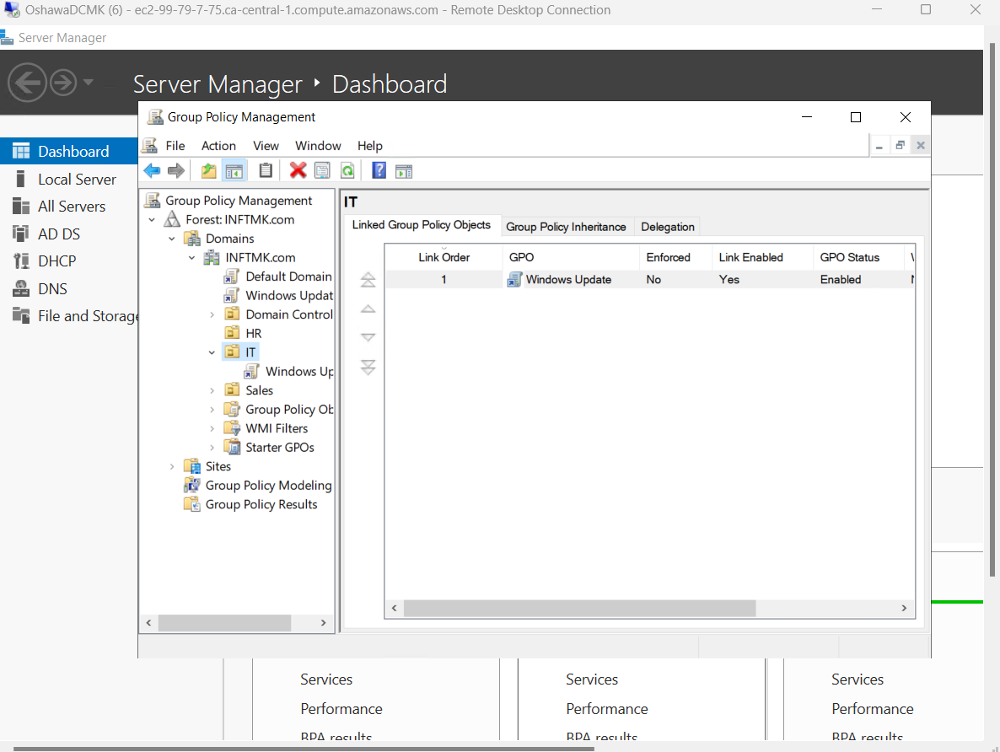 OshawaDCMK (6) - ec2-99-79-7-75.ca-central-1.compute.amazonaws.com - Remote Desktop Connection
Server Manager
Server Manager ‣ Dashboard
Dashboard
Local Server
All Servers
AD DS
DHCP
DNS
File and Storage
Group Policy Management
File Action View Window Help
Group Policy Management
Forest: INFTMK.com
Domains
INFTMK.com
Default Domain
Windows Updat
Domain Control
HR
IT
Windows Up
Sales
Group Policy Ob
WMI Filters
Starter GPOs
Sites
Group Policy Modeling
Group Policy Results
IT
Linked Group Policy Objects Group Policy Inheritance Delegation
Link Order GPO Enforced Link Enabled GPO Status
1 Windows Update No Yes Enabled
Services Services Services
Performance Performance Performance
BPA results BPA results BPA results